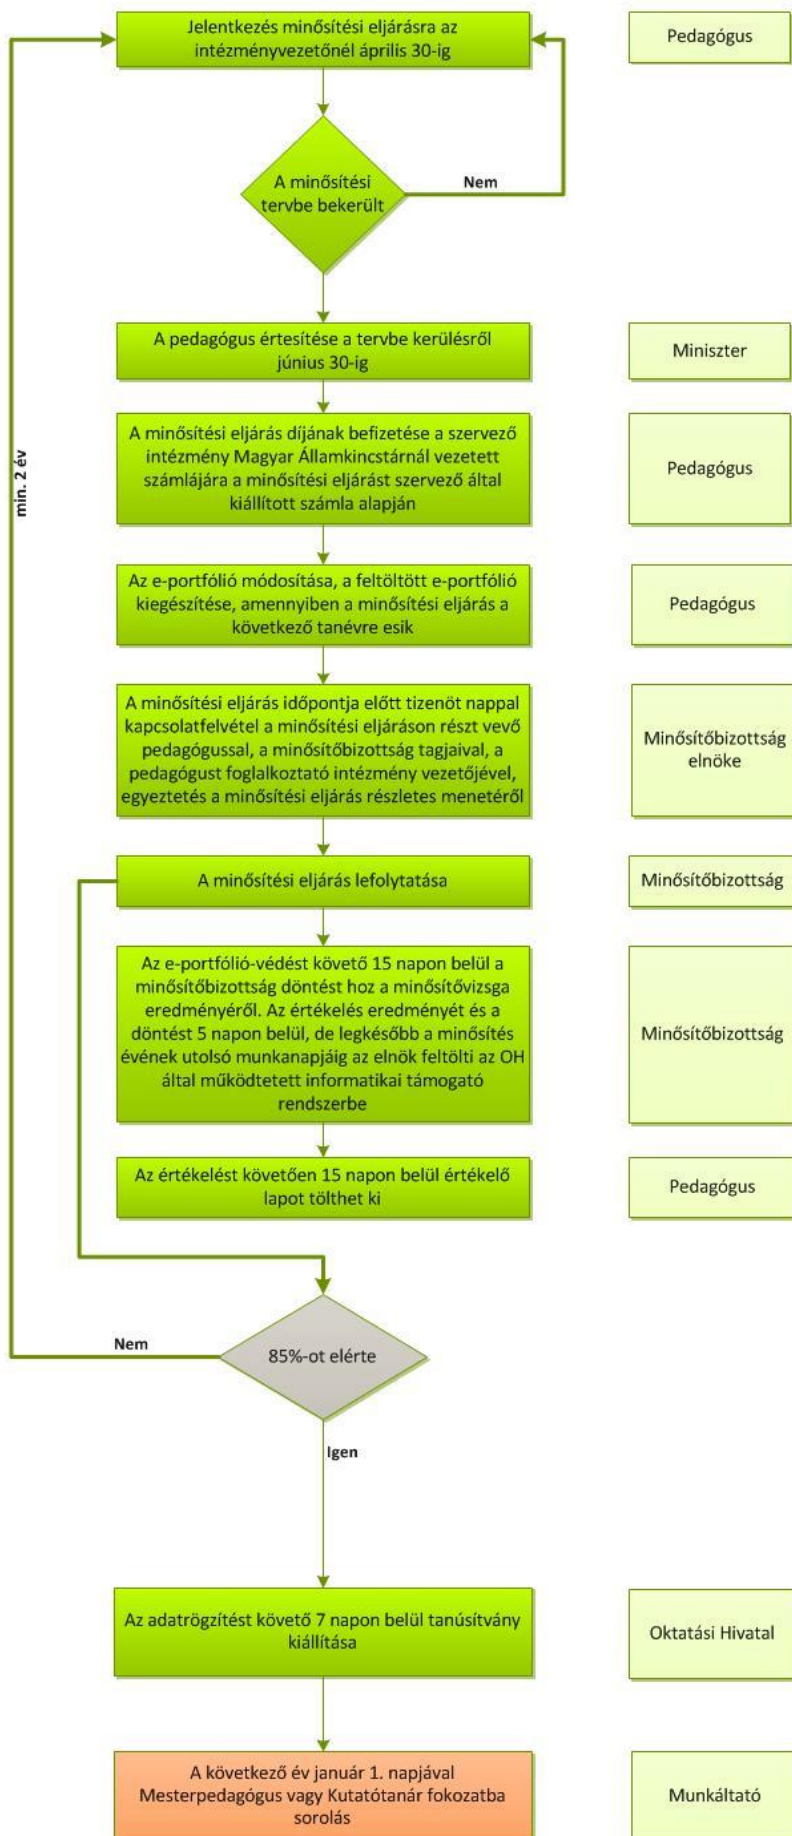 Jelentkezés minősítési eljárásra az
intézményvezetőnél április 30-ig
Pedagógus
A minősítési
tervbe bekerült
Nem
A pedagógus értesítése a tervbe kerülésről
június 30-ig
Miniszter
A minősítési eljárás díjának befizetése a szervező
intézmény Magyar Államkincstárnál vezetett
számlájára a minősítési eljárást szervező által
kiállított számla alapján
Pedagógus
min. 2 év
Az e-portfólió módosítása, a feltöltött e-portfólió
kiegészítése, amennyiben a minősítési eljárás a
következő tanévre esik
Pedagógus
A minősítési eljárás időpontja előtt tizenöt nappal
kapcsolatfelvétel a minősítési eljáráson részt vevő
pedagógussal, a minősítőbizottság tagjaival, a
pedagógust foglalkoztató intézmény vezetőjével,
egyeztetés a minősítési eljárás részletes menetéről
Minősítőbizottság
elnöke
A minősítési eljárás lefolytatása
Minősítőbizottság
Az e-portfólió-védést követő 15 napon belül a
minősítőbizottság döntést hoz a minősítővizsga
eredményéről. Az értékelés eredményét és a
döntést 5 napon belül, de legkésőbb a minősítés
évének utolsó munkanapjáig az elnök feltölti az OH
által működtetett informatikai támogató
rendszerbe
Minősítőbizottság
Az értékelést követően 15 napon belül értékelő
lapot tölthet ki
Pedagógus
Nem
85%-ot elérte
Igen
Az adatrögzítést követő 7 napon belül tanúsítvány
kiállítása
Oktatási Hivatal
A következő év január 1. napjával
Mesterpedagógus vagy Kutatótanár fokozatba
sorolás
Munkáltató